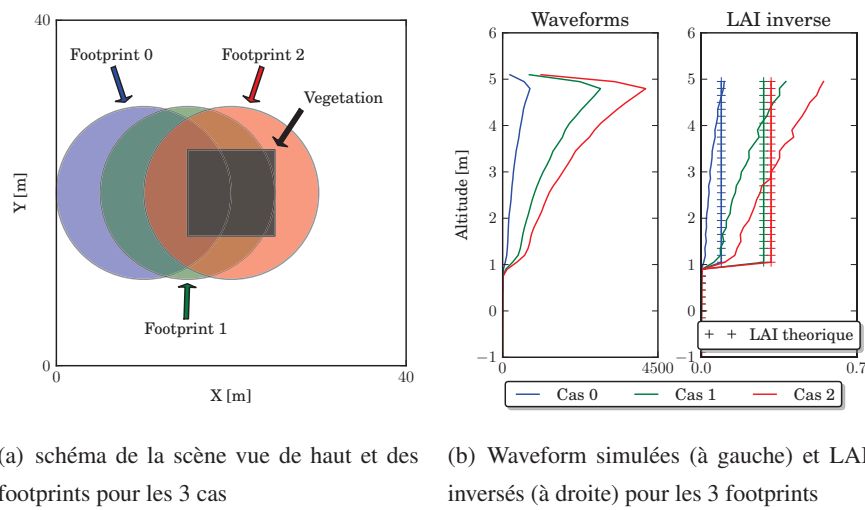 40
Footprint 0
Footprint 2
Vegetation
Y [m]
Footprint 1
0
0
40
X [m]
Waveforms
6
5
4
3
2
1
0
−1
Altitude [m]
0
4500
LAI inverse
6
5
4
3
2
1
0
−1
LAI theorique
0.0
0.7
Cas 0
Cas 1
Cas 2
(a) schéma de la scène vue de haut et des
footprints pour les 3 cas
(b) Waveform simulées (à gauche) et LAI
inversés (à droite) pour les 3 footprints